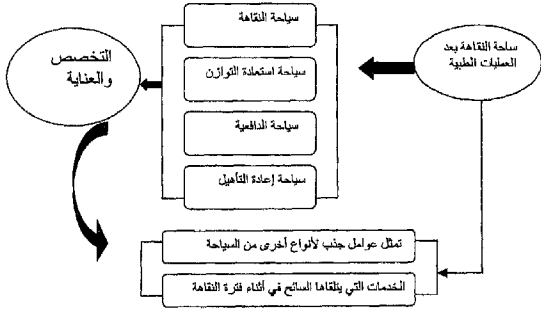 ساحة النقاهة بعد
العمليات الطبية
سياحة النقاهة
سياحة استعادة التوازن
سياحة الدافعية
سياحة إعادة التأهيل
التخصص
والعناية
تمثل عوامل جذب لأنواع أخرى من السياحة
الخدمات التي يتلقاها السائح في أثناء فترة النقاهة